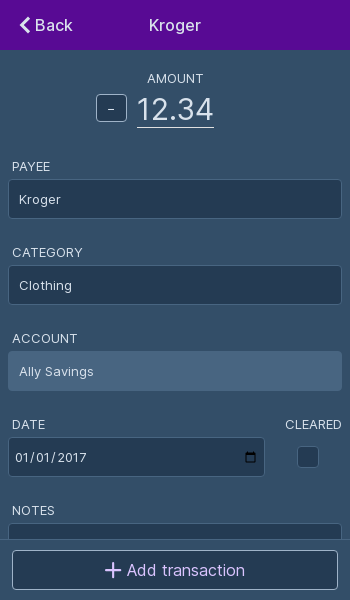 Back
Kroger
AMOUNT
- 12.34
PAYEE
Kroger
CATEGORY
Clothing
ACCOUNT
Ally Savings
DATE
CLEARED
01/01/2017
NOTES
Add transaction